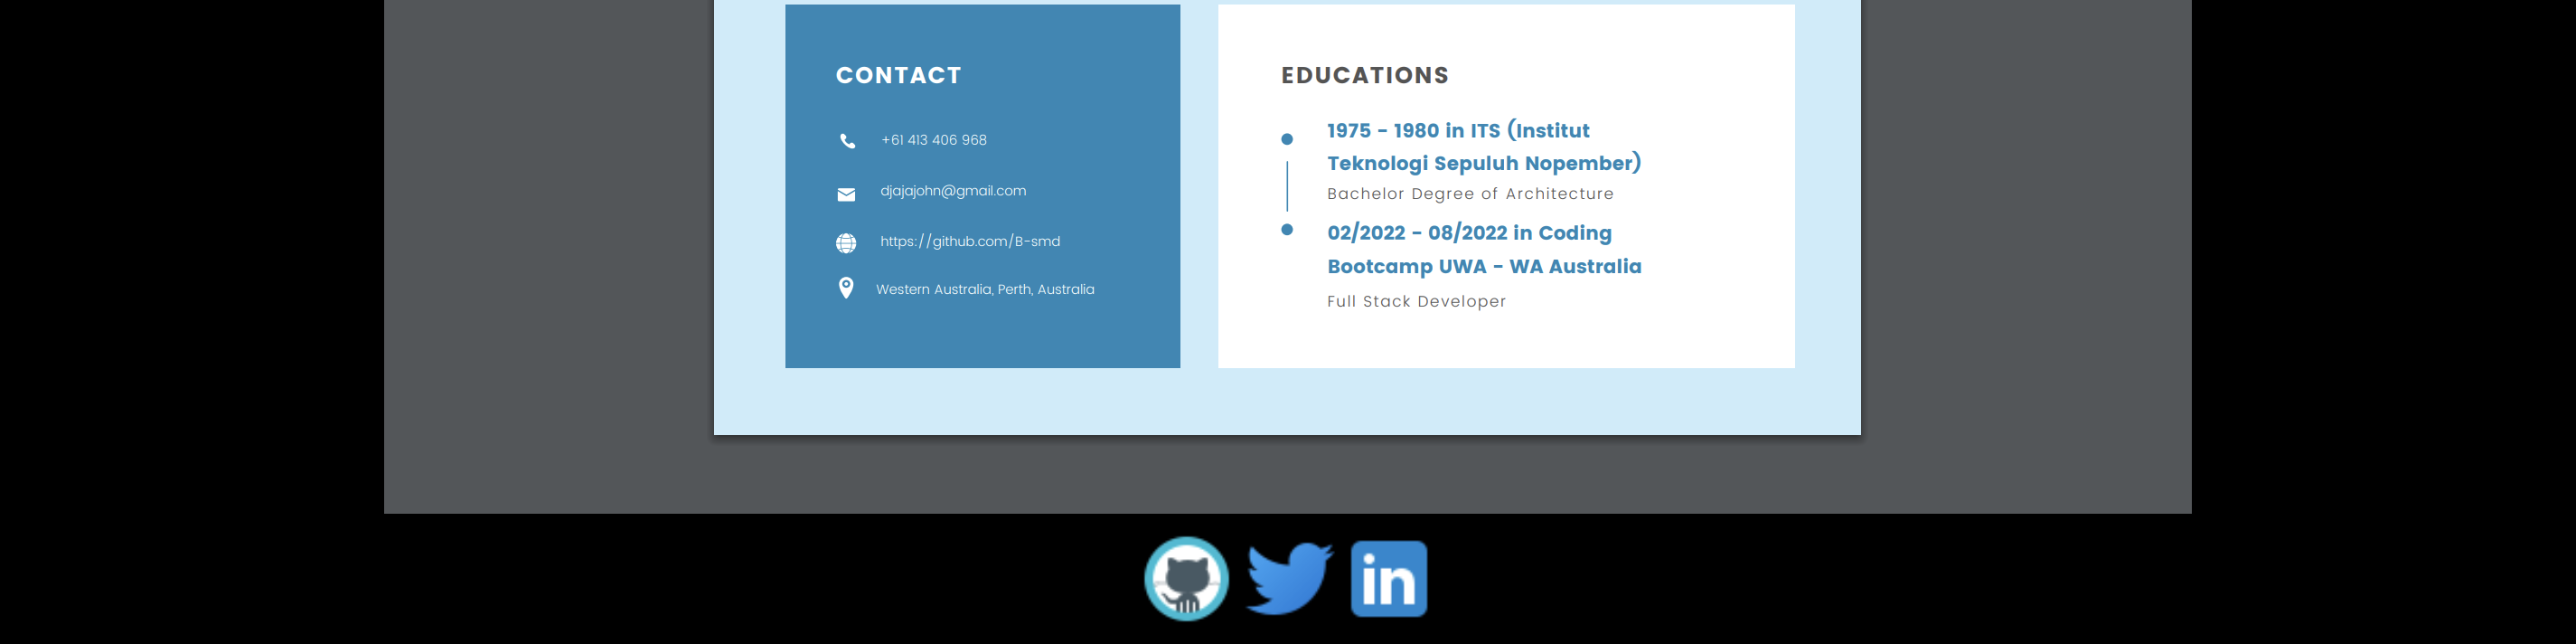 CONTACT
+61 413 406 968
djajajohn@gmail.com
https://github.com/B-smd
Western Australia, Perth, Australia
EDUCATIONS
1975 - 1980 in ITS (Institut
Teknologi Sepuluh Nopember)
Bachelor Degree of Architecture
02/2022 - 08/2022 in Coding
Bootcamp UWA - WA Australia
Full Stack Developer
in